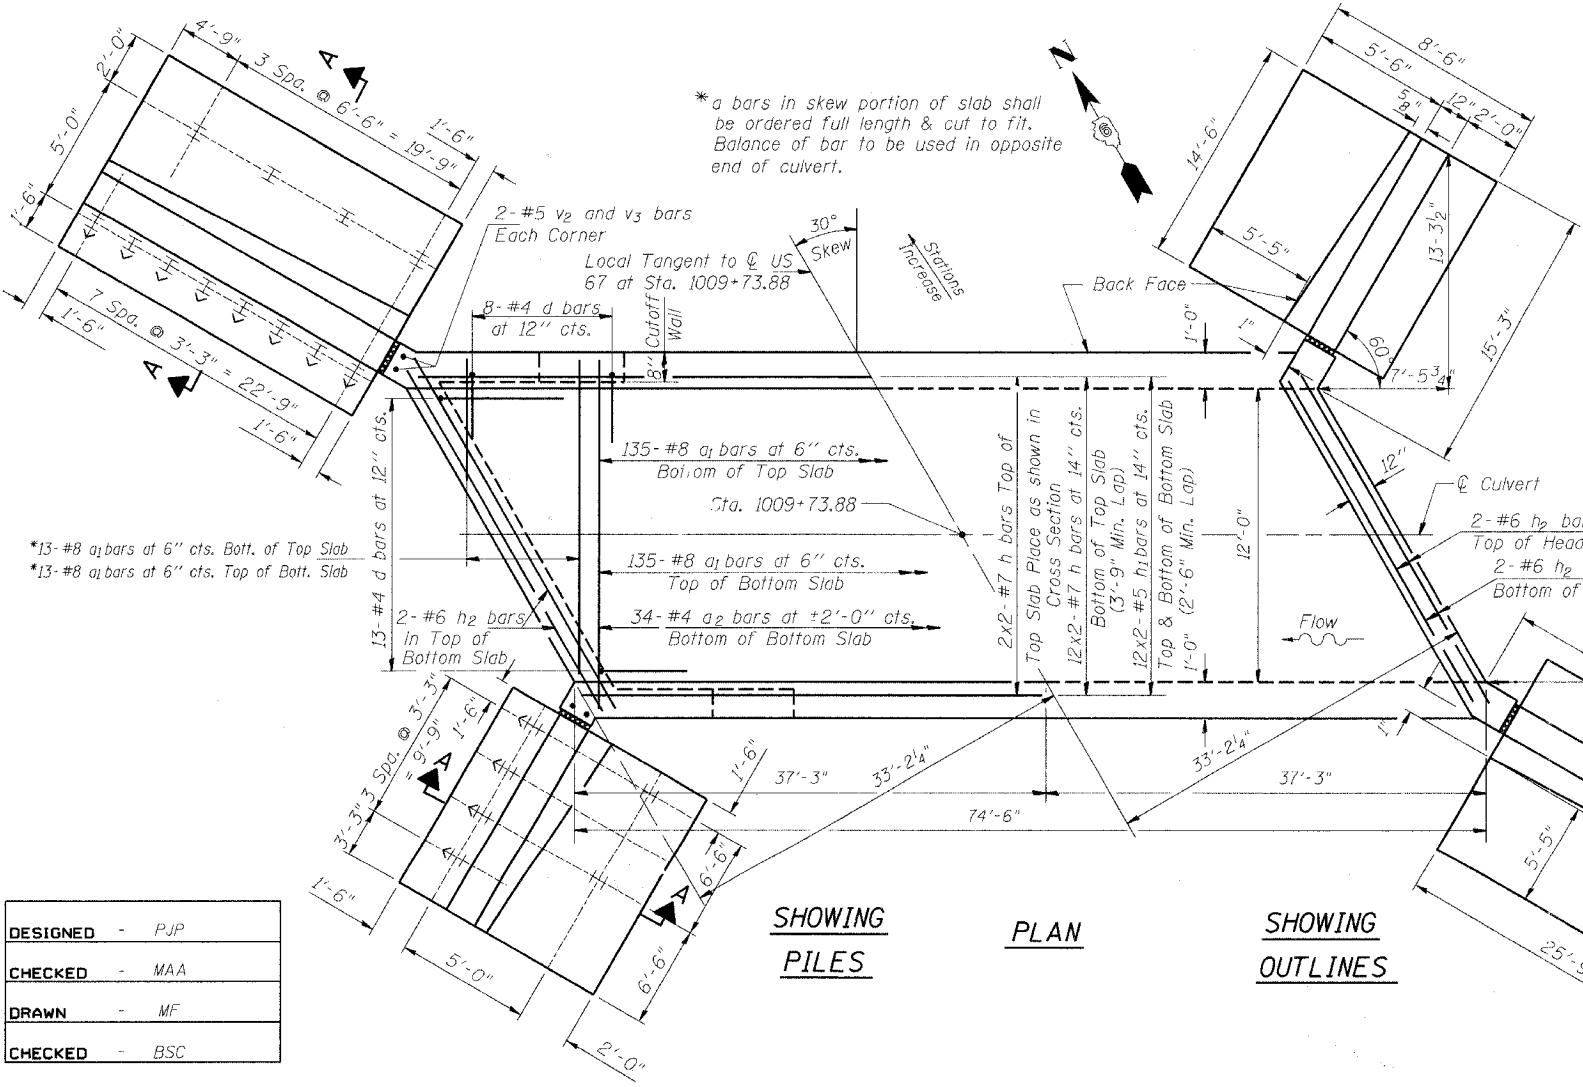 4'-9"
2'-0"
3 Spa. @ 6'-6" = 19'-9"
1'-6"
5'-0"
1'-6"
A
7 Spa. @ 3'-3" = 22'-9"
1'-6"
1'-6"
A
2-#5 v2 and v3 bars
Each Corner
* a bars in skew portion of slab shall
be ordered full length & cut to fit.
Balance of bar to be used in opposite
end of culvert.
N
Local Tangent to ℄ US
67 at Sta. 1009+73.88
30°
Skew
Stations
Increase
8-#4 d bars
at 12" cts.
8" Cutoff
Wall
Back Face
1'-0"
8'-6"
5'-6"
5/8"
12"
2'-0"
14'-6"
5'-5"
13'-3 1/2"
1"
60°
7'-5 3/4"
15'-3"
13-#4 d bars at 12" cts.
135-#8 a1 bars at 6" cts.
Bottom of Top Slab
Sta. 1009+73.88
*13-#8 a1 bars at 6" cts. Bott. of Top Slab
*13-#8 a1 bars at 6" cts. Top of Bott. Slab
135-#8 a1 bars at 6" cts.
Top of Bottom Slab
34-#4 a2 bars at ±2'-0" cts.
Bottom of Bottom Slab
2-#6 h2 bars
in Top of
Bottom Slab
2x2-#7 h bars Top of
Top Slab Place as shown in
Cross Section
12x2-#7 h bars at 14" cts.
Bottom of Top Slab
(3'-9" Min. Lap)
12x2-#5 h1 bars at 14" cts.
Top & Bottom of Bottom Slab
(2'-6" Min. Lap)
1'-0"
12'-0"
12"
℄ Culvert
2-#6 h2 bar
Top of Head
2-#6 h2
Bottom of
Flow
3 Spa. @ 3'-3"
= 9'-9"
1'-6"
3'-3"
A
1'-6"
1'-6"
5'-0"
6'-6"
6'-6"
A
2'-0"
37'-3"
33'-2 1/4"
33'-2 1/4"
37'-3"
74'-6"
1"
5'-5"
25'-9
SHOWING
PILES
PLAN
SHOWING
OUTLINES
DESIGNED - PJP
CHECKED - MAA
DRAWN - MF
CHECKED - BSC